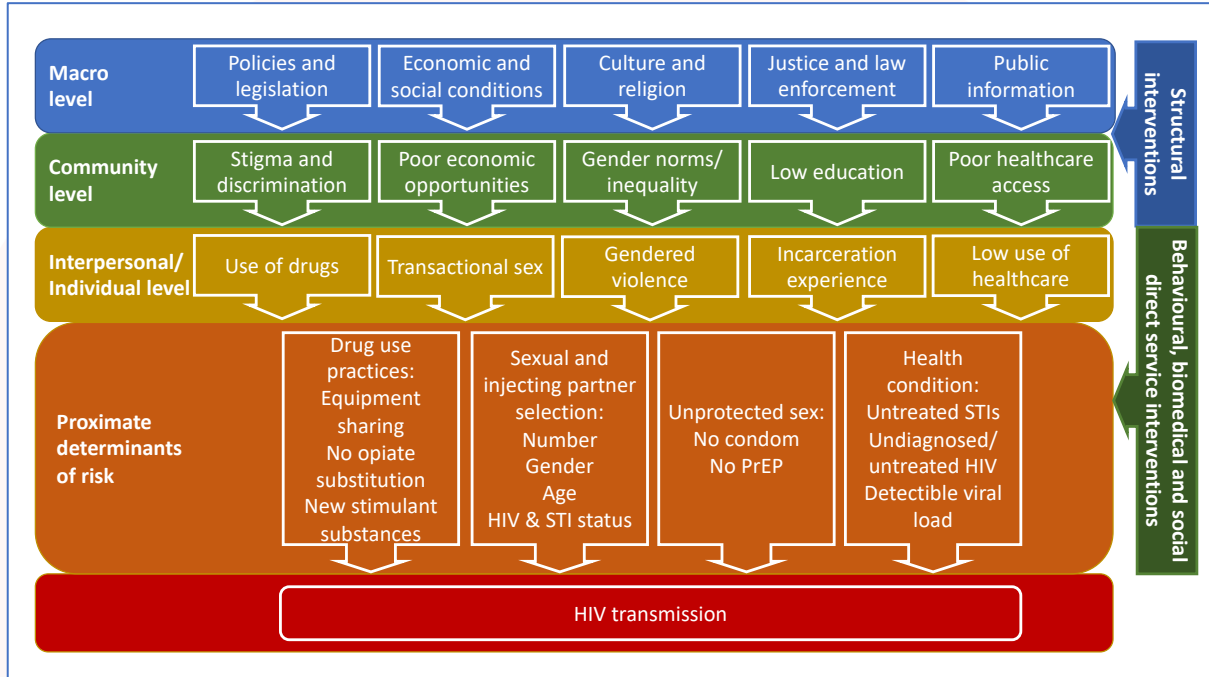 Macro
level
Policies and
legislation
Economic and
social conditions
Culture and
religion
Justice and law
enforcement
Public
information
Community
level
Stigma and
discrimination
Poor economic
opportunities
Gender norms/
inequality
Low education
Poor healthcare
access
Interpersonal/
Individual level
Use of drugs
Transactional sex
Gendered
violence
Incarceration
experience
Low use of
healthcare
Proximate
determinants
of risk
Drug use
practices:
Equipment
sharing
No opiate
substitution
New stimulant
substances
Sexual and
injecting partner
selection:
Number
Gender
Age
HIV & STI status
Unprotected sex:
No condom
No PrEP
Health
condition:
Untreated STIs
Undiagnosed/
untreated HIV
Detectible viral
load
HIV transmission
Structural
interventions
Behavioural, biomedical and social
direct service interventions